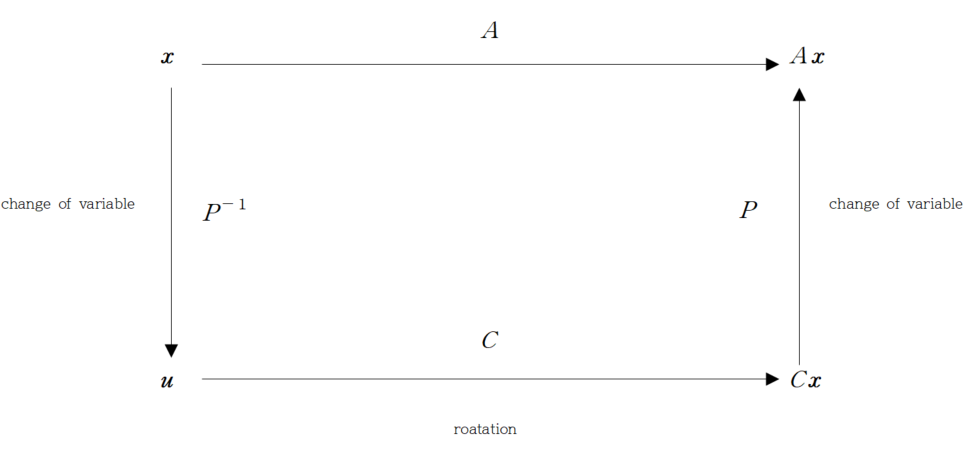 A
x
Ax
change of variable
P⁻¹
P
change of variable
C
u
Cx
roatation